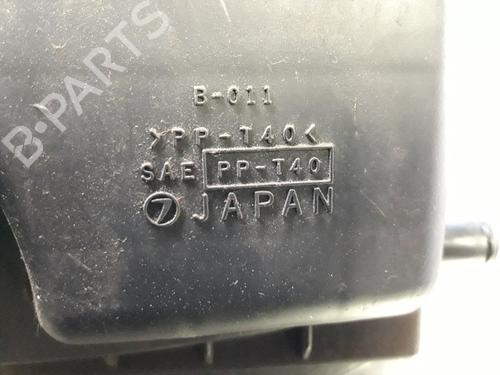 B-011
>PP-T40<
SAE PP-T40
7 JAPAN
B-PARTS